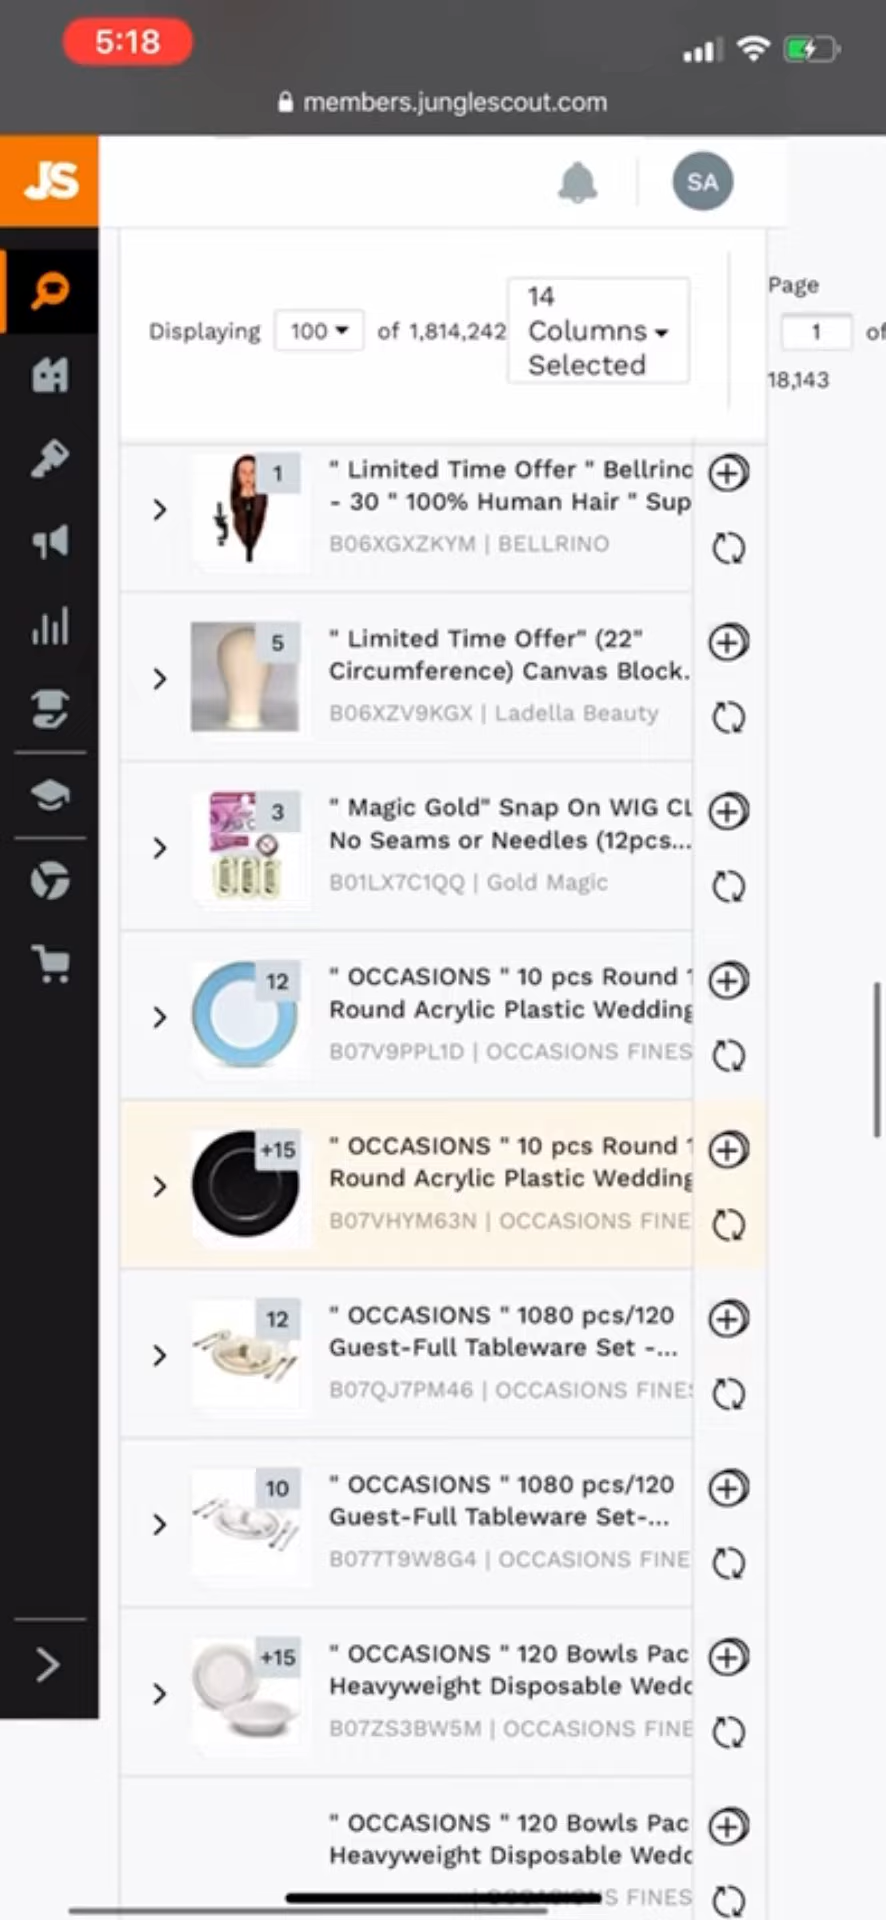 5:18
members.junglescout.com
JS
SA
Displaying 100 of 1,814,242
14
Columns
Selected
Page
1 of
18,143
1
" Limited Time Offer " Bellrinc
- 30 " 100% Human Hair " Sup
B06XGXZKYM | BELLRINO
5
" Limited Time Offer" (22"
Circumference) Canvas Block.
B06XZV9KGX | Ladella Beauty
3
" Magic Gold" Snap On WIG CL
No Seams or Needles (12pcs...
B01LX7C1QQ | Gold Magic
12
" OCCASIONS " 10 pcs Round 1
Round Acrylic Plastic Wedding
B07V9PPL1D | OCCASIONS FINES
+15
" OCCASIONS " 10 pcs Round 1
Round Acrylic Plastic Wedding
B07VHYM63N | OCCASIONS FINE
12
" OCCASIONS " 1080 pcs/120
Guest-Full Tableware Set -...
B07QJ7PM46 | OCCASIONS FINES
10
" OCCASIONS " 1080 pcs/120
Guest-Full Tableware Set-...
B077T9W8G4 | OCCASIONS FINE
+15
" OCCASIONS " 120 Bowls Pac
Heavyweight Disposable Wedd
B07ZS3BW5M | OCCASIONS FINE
" OCCASIONS " 120 Bowls Pac
Heavyweight Disposable Wedd
FINES